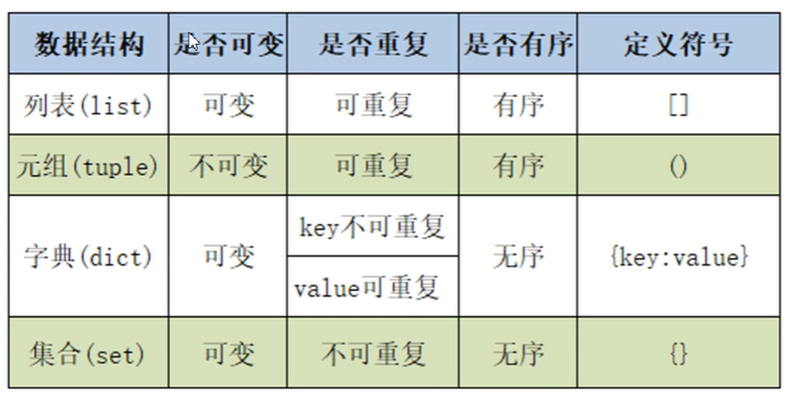 数据结构 是否可变 是否重复 是否有序 定义符号
列表(list) 可变 可重复 有序 []
元组(tuple) 不可变 可重复 有序 ()
字典(dict) 可变 key不可重复 无序 {key:value}
value可重复
集合(set) 可变 不可重复 无序 {}